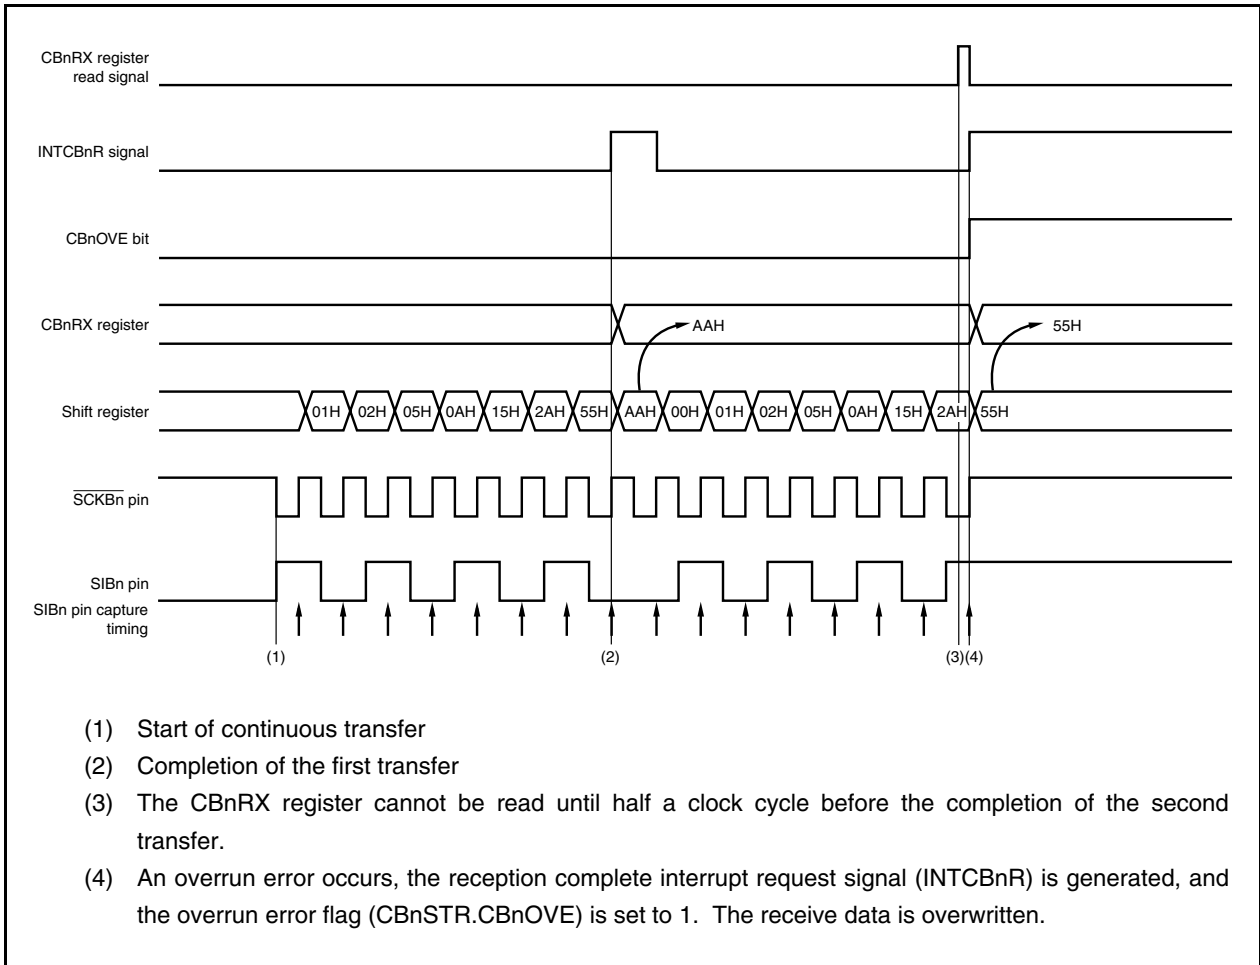 CBnRX register
read signal
INTCBnR signal
CBnOVE bit
CBnRX register
AAH
55H
Shift register
01H 02H 05H 0AH 15H 2AH 55H AAH 00H 01H 02H 05H 0AH 15H 2AH 55H
SCKBn pin
SIBn pin
SIBn pin capture
timing
(1) (2) (3) (4)
(1) Start of continuous transfer
(2) Completion of the first transfer
(3) The CBnRX register cannot be read until half a clock cycle before the completion of the second
transfer.
(4) An overrun error occurs, the reception complete interrupt request signal (INTCBnR) is generated, and
the overrun error flag (CBnSTR.CBnOVE) is set to 1. The receive data is overwritten.